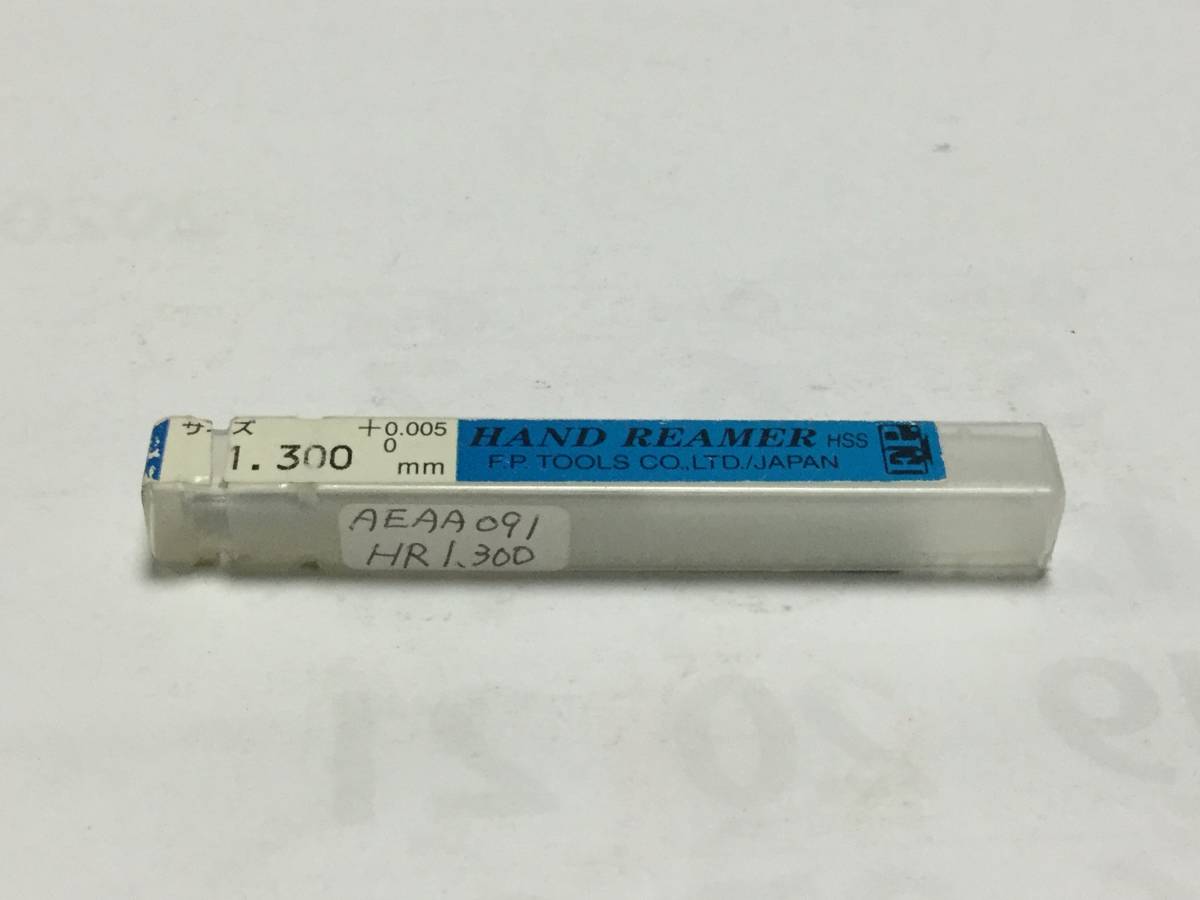 サイズ
1.300 +0.005 0 mm
HAND REAMER HSS
F.P. TOOLS CO.,LTD./JAPAN
AEAA091
HR1.300